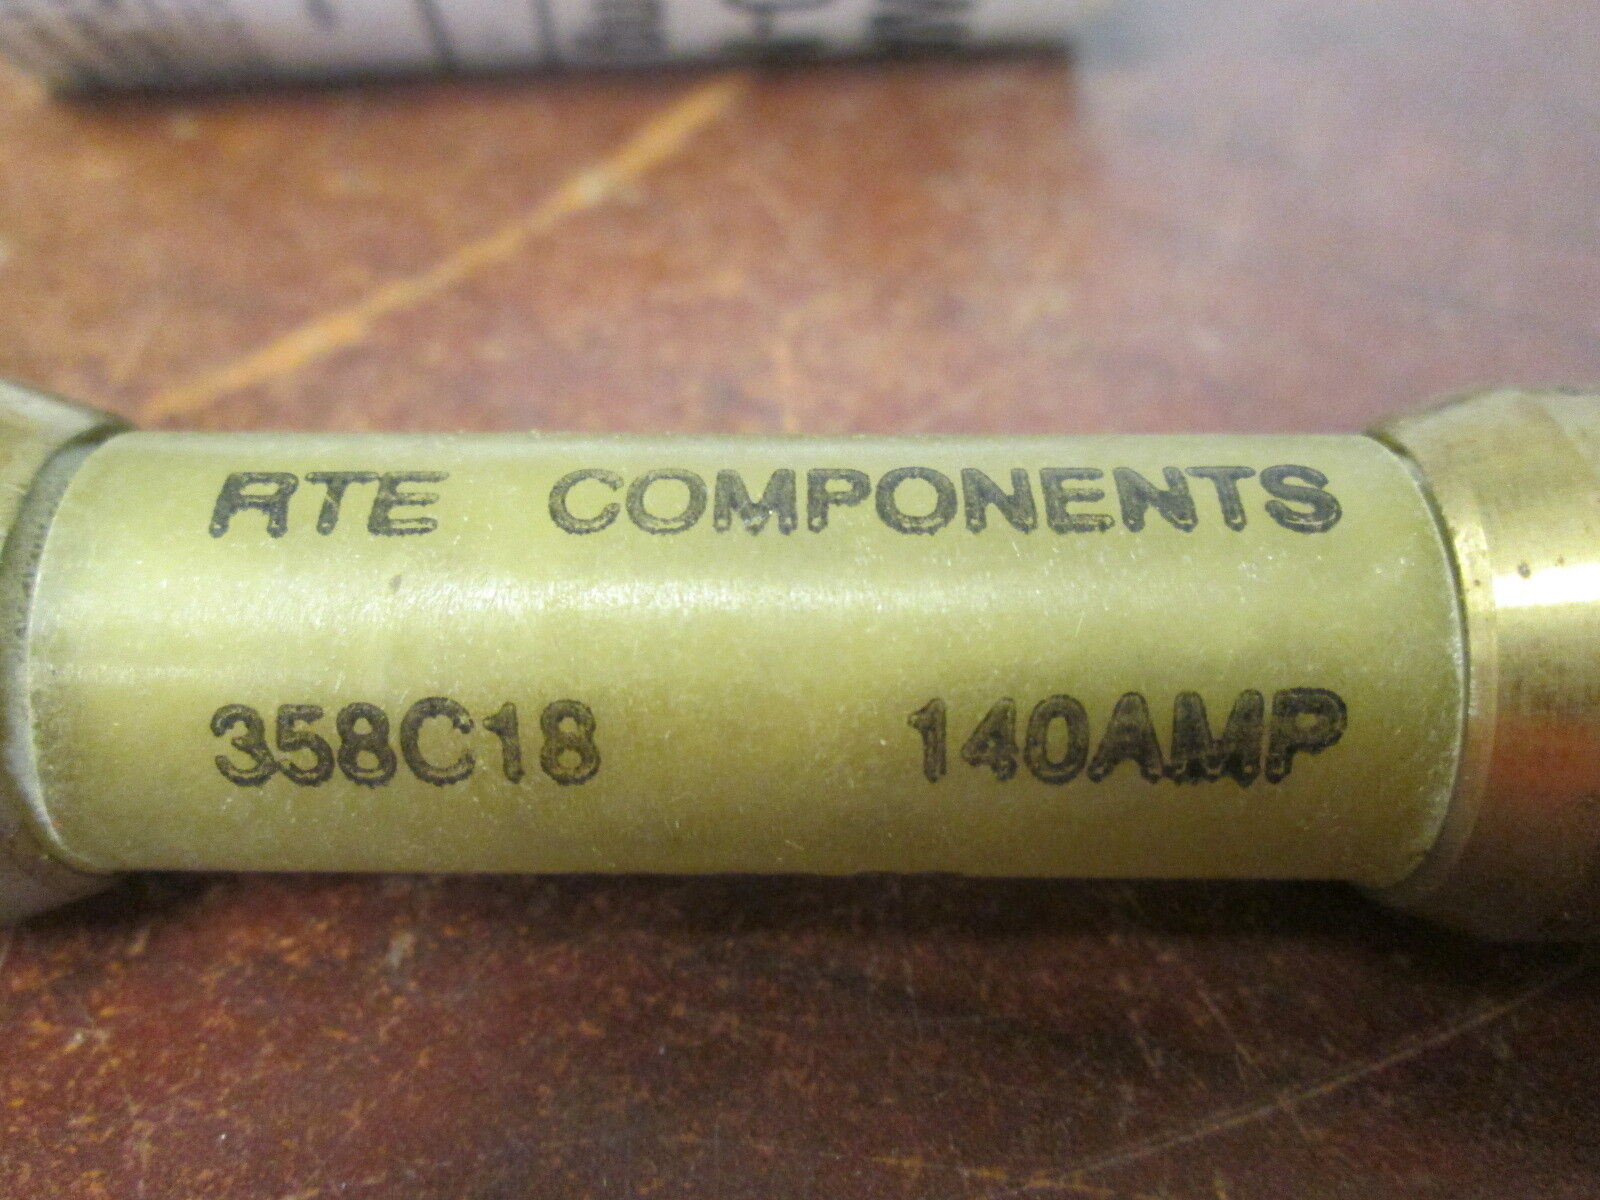 RTE COMPONENTS
358C18 140AMP